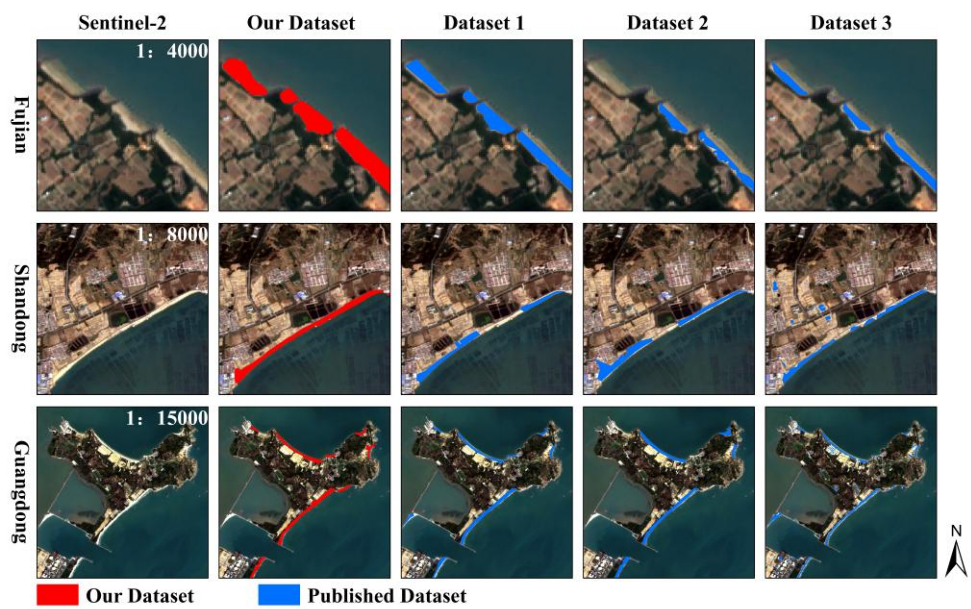 Sentinel-2 Our Dataset Dataset 1 Dataset 2 Dataset 3
Fujian
1: 4000
Shandong
1: 8000
Guangdong
1: 15000
N
Our Dataset Published Dataset